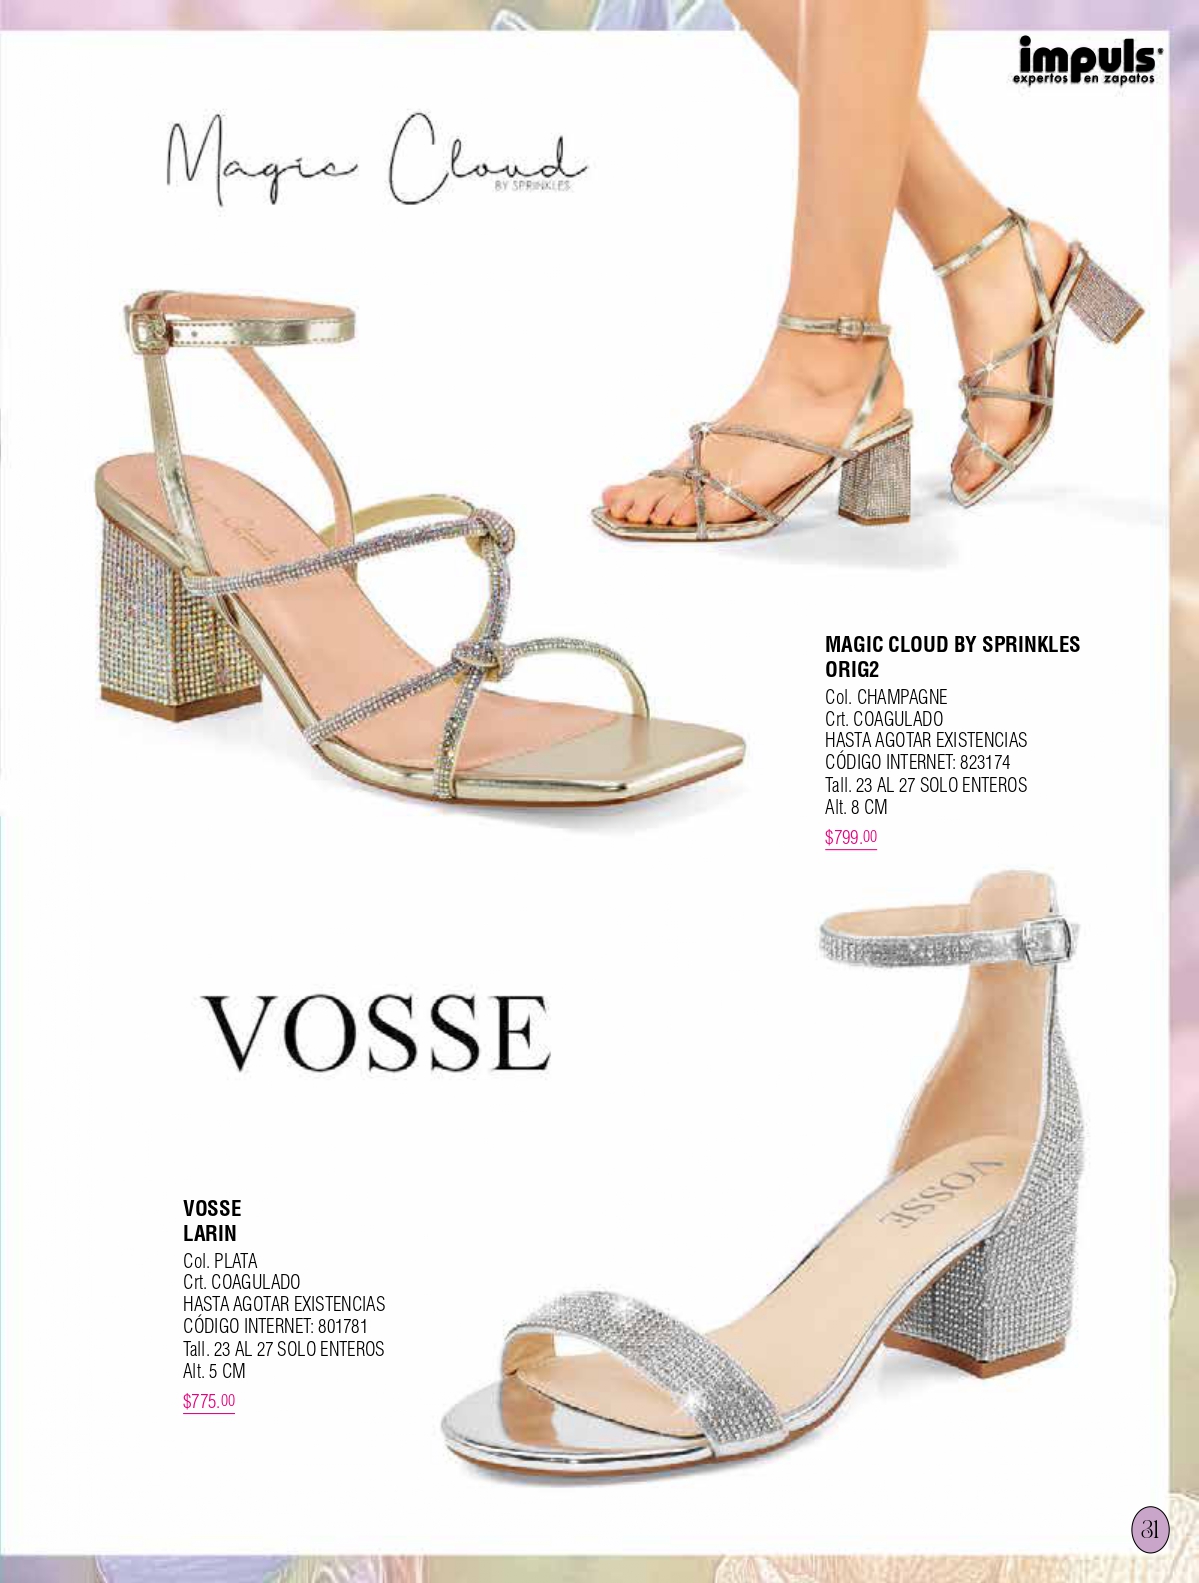 impuls®
expertos en zapatos
Magic Cloud
BY SPRINKLES
MAGIC CLOUD BY SPRINKLES
ORIG2
Col. CHAMPAGNE
Crt. COAGULADO
HASTA AGOTAR EXISTENCIAS
CÓDIGO INTERNET: 823174
Tall. 23 AL 27 SOLO ENTEROS
Alt. 8 CM
$799.00
VOSSE
VOSSE
VOSSE
LARIN
Col. PLATA
Crt. COAGULADO
HASTA AGOTAR EXISTENCIAS
CÓDIGO INTERNET: 801781
Tall. 23 AL 27 SOLO ENTEROS
Alt. 5 CM
$775.00
31